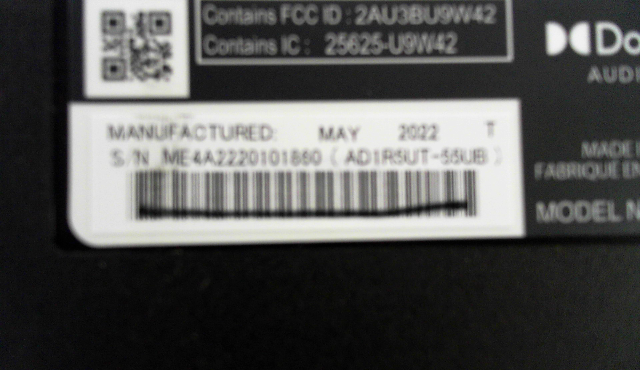 Contains FCC ID : 2AU3BU9W42
Contains IC : 25625-U9W42
MANUFACTURED: MAY 2022 T
S/N ME4A2220101860 ( AD1R5UT-55UB )
AUDI
MADE
FABRIQUE EN
MODEL N